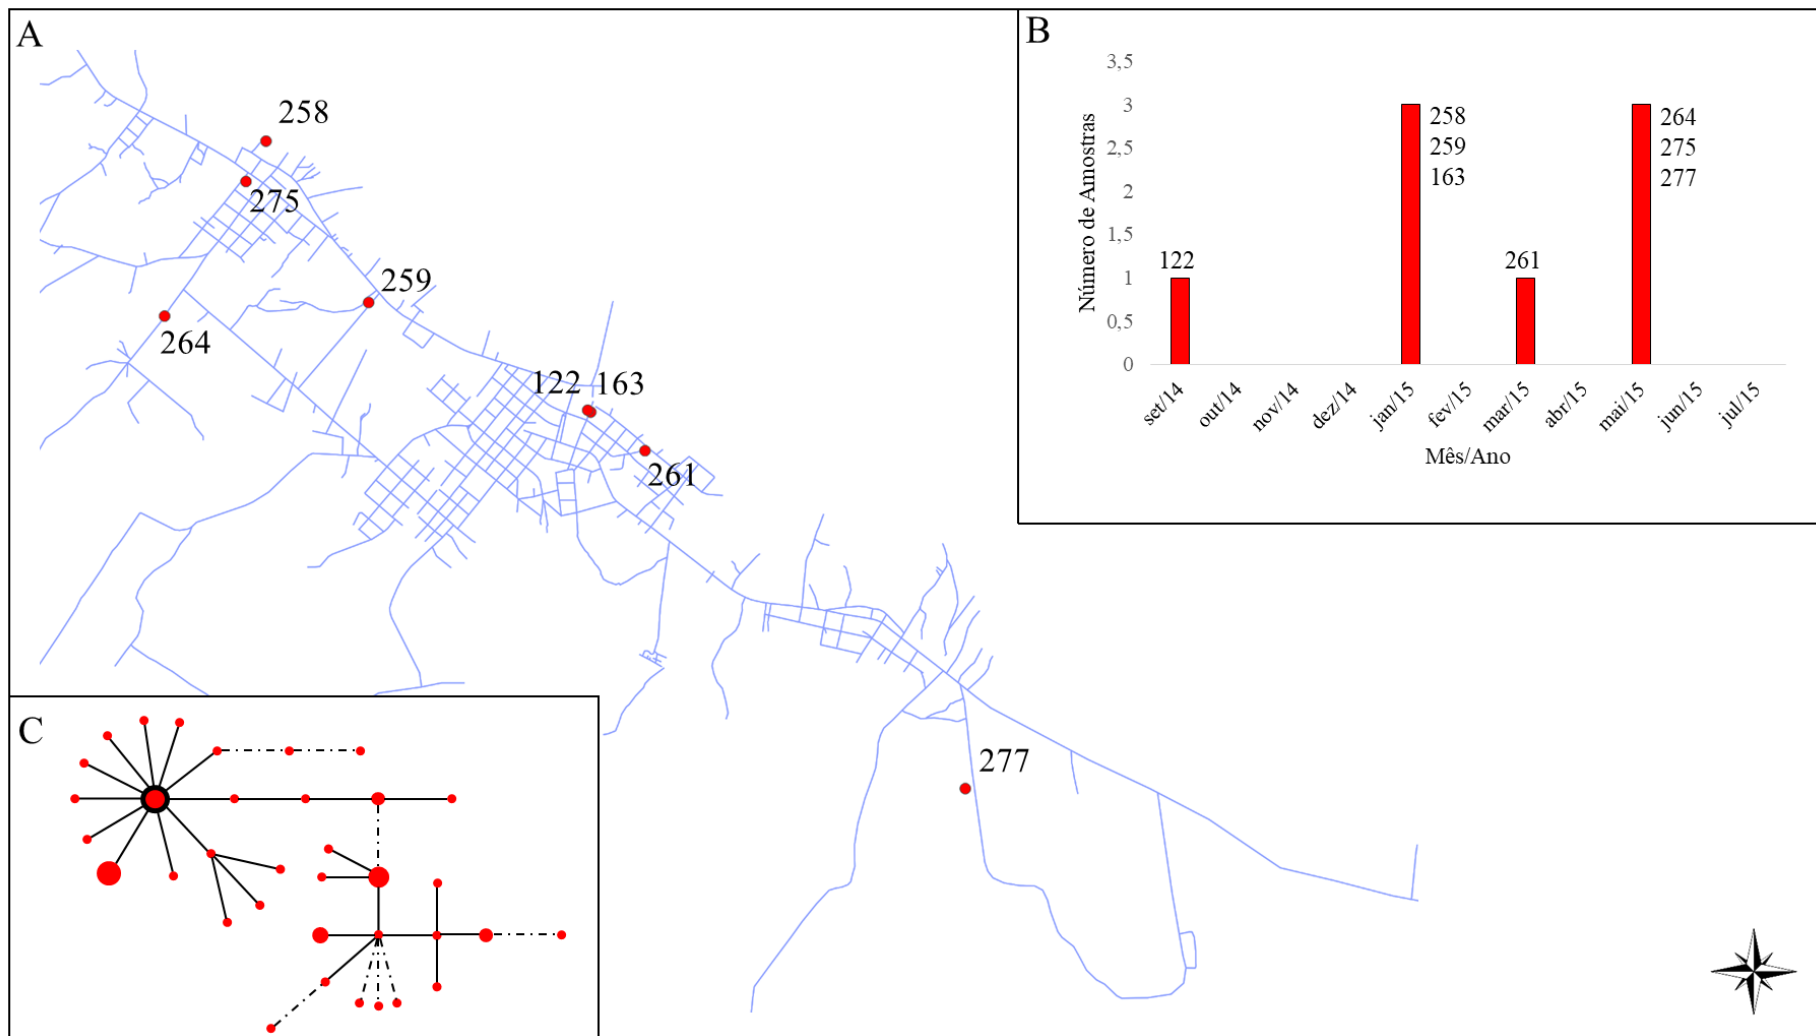 A
258
275
259
264
122 163
261
277
B
Número de Amostras
3,5
3
2,5
2
1,5
1
0,5
0
122
258
259
163
261
264
275
277
set/14
out/14
nov/14
dez/14
jan/15
fev/15
mar/15
abr/15
mai/15
jun/15
jul/15
Mês/Ano
C